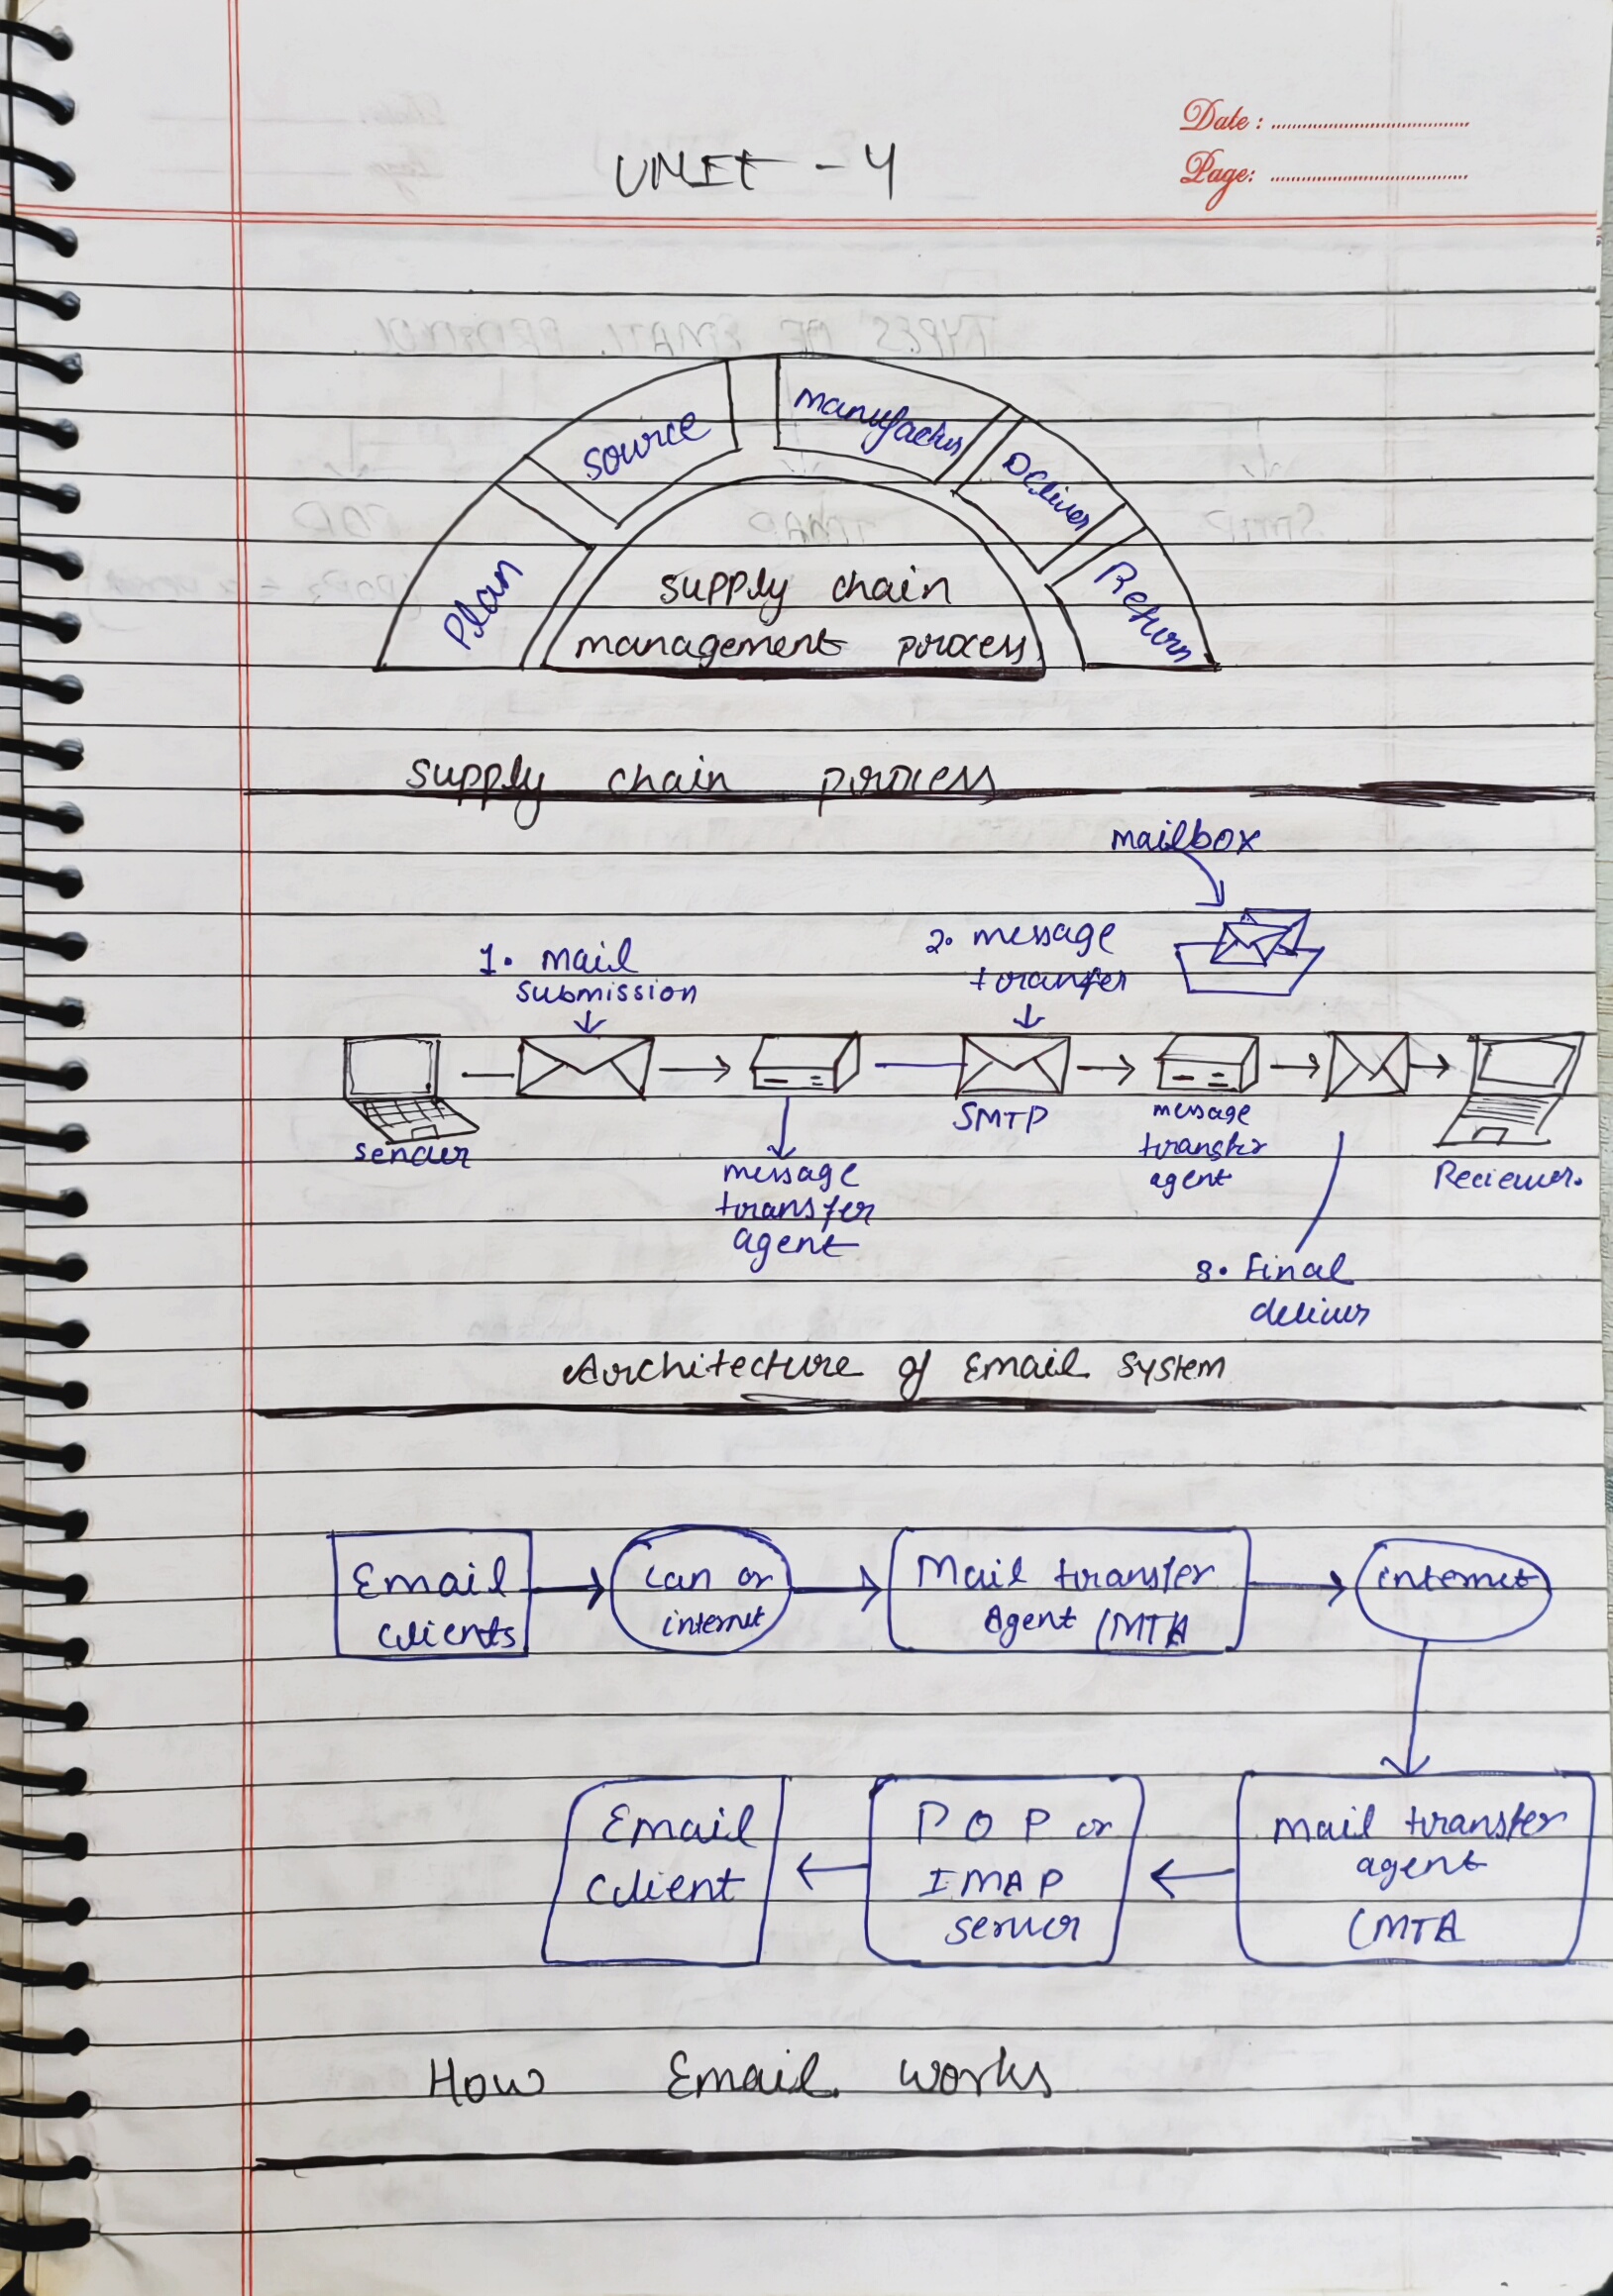 Date :
Page:
UNIT - 4
Plan
Source
manufactur
Deliver
Return
supply chain
management process
supply chain process
mailbox
1. mail
submission
2. message
tranfer
sender
message
transfer
agent
SMTP
message
transfer
agent
Reciever.
3. Final
deliver
Architecture of Email system
Email
clients
Lan or
internet
Mail transfer
Agent (MTA
internet
mail transfer
agent
(MTA
POP or
IMAP
server
Email
client
How Email works